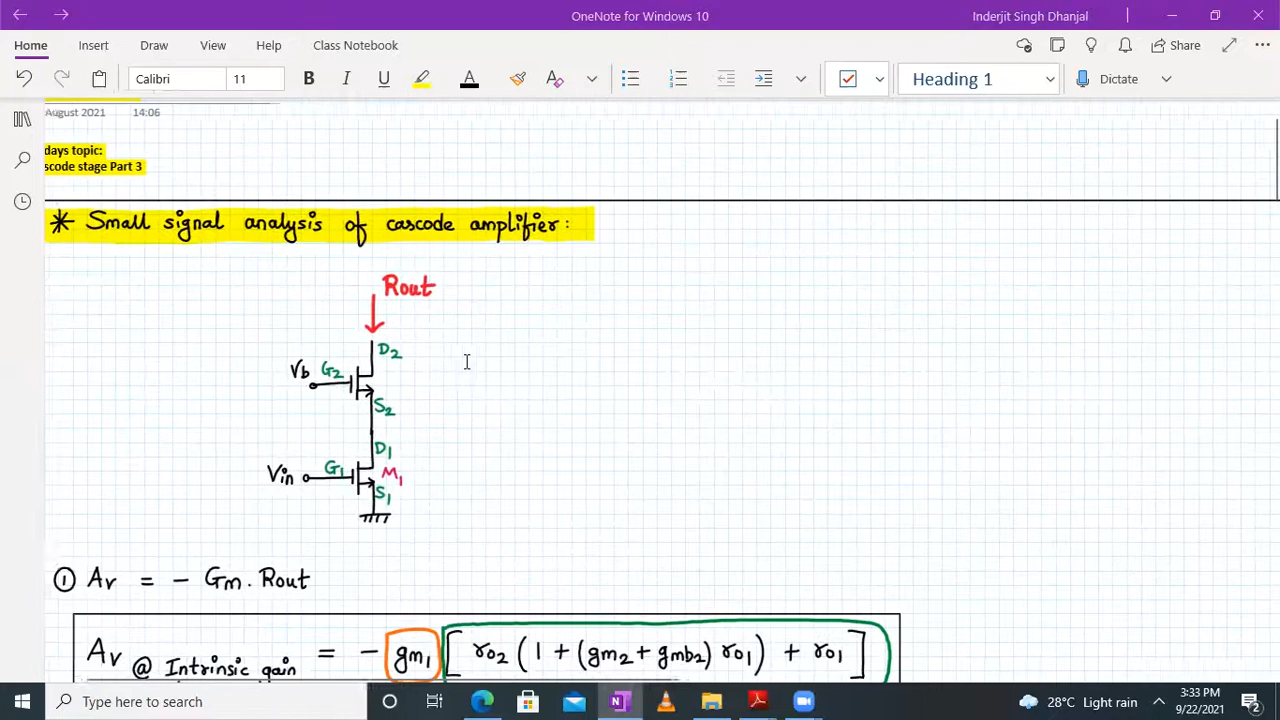 OneNote for Windows 10
Inderjit Singh Dhanjal
Home Insert Draw View Help Class Notebook
Share
Calibri 11 B I U A Heading 1 Dictate
August 2021 14:06
days topic:
scode stage Part 3
* Small signal analysis of cascode amplifier:
Rout
D2
Vb G2
S2
D1
Vin G1 M1
S1
① Av = - Gm . Rout
Av @ Intrinsic gain = - gm1 [ ro2 ( 1 + (gm2 + gmb2) ro1 ) + ro1 ]
Type here to search
28°C Light rain
3:33 PM
9/22/2021
2